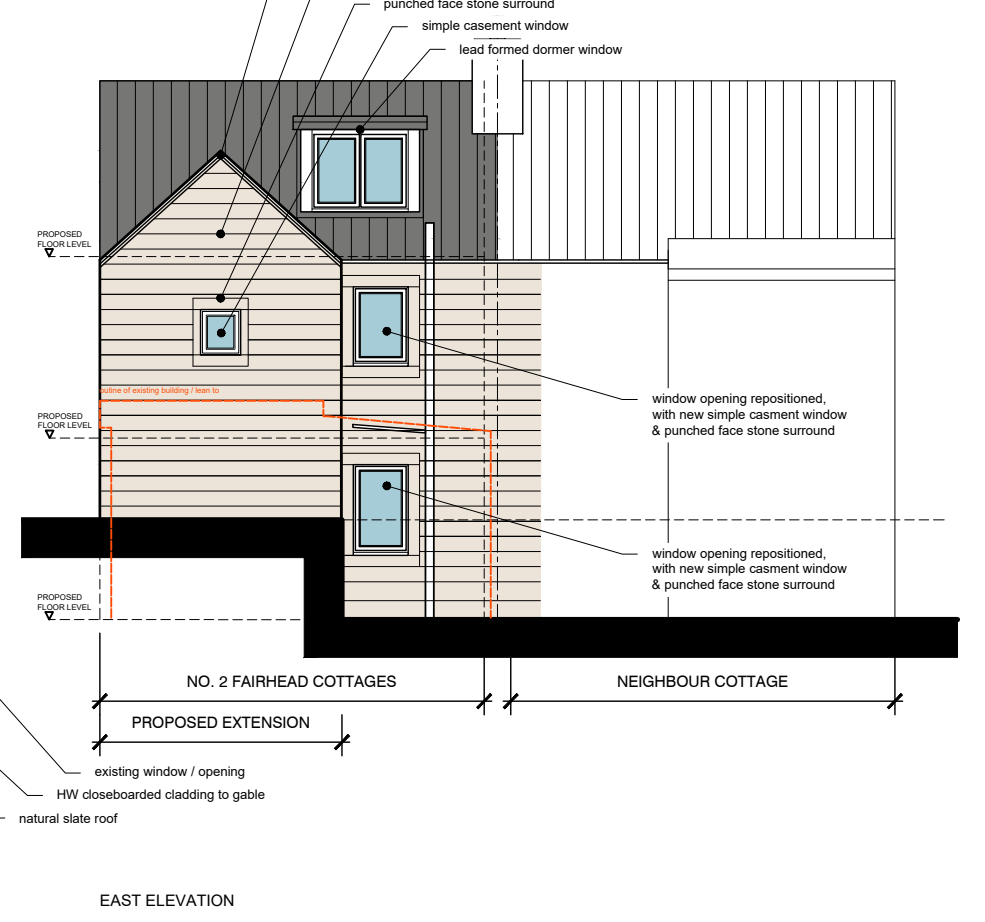 punched face stone surround
simple casement window
lead formed dormer window
PROPOSED
FLOOR LEVEL
outine of existing building / lean to
PROPOSED
FLOOR LEVEL
window opening repositioned,
with new simple casment window
& punched face stone surround
window opening repositioned,
with new simple casment window
& punched face stone surround
PROPOSED
FLOOR LEVEL
NO. 2 FAIRHEAD COTTAGES
NEIGHBOUR COTTAGE
PROPOSED EXTENSION
existing window / opening
HW closeboarded cladding to gable
natural slate roof
EAST ELEVATION